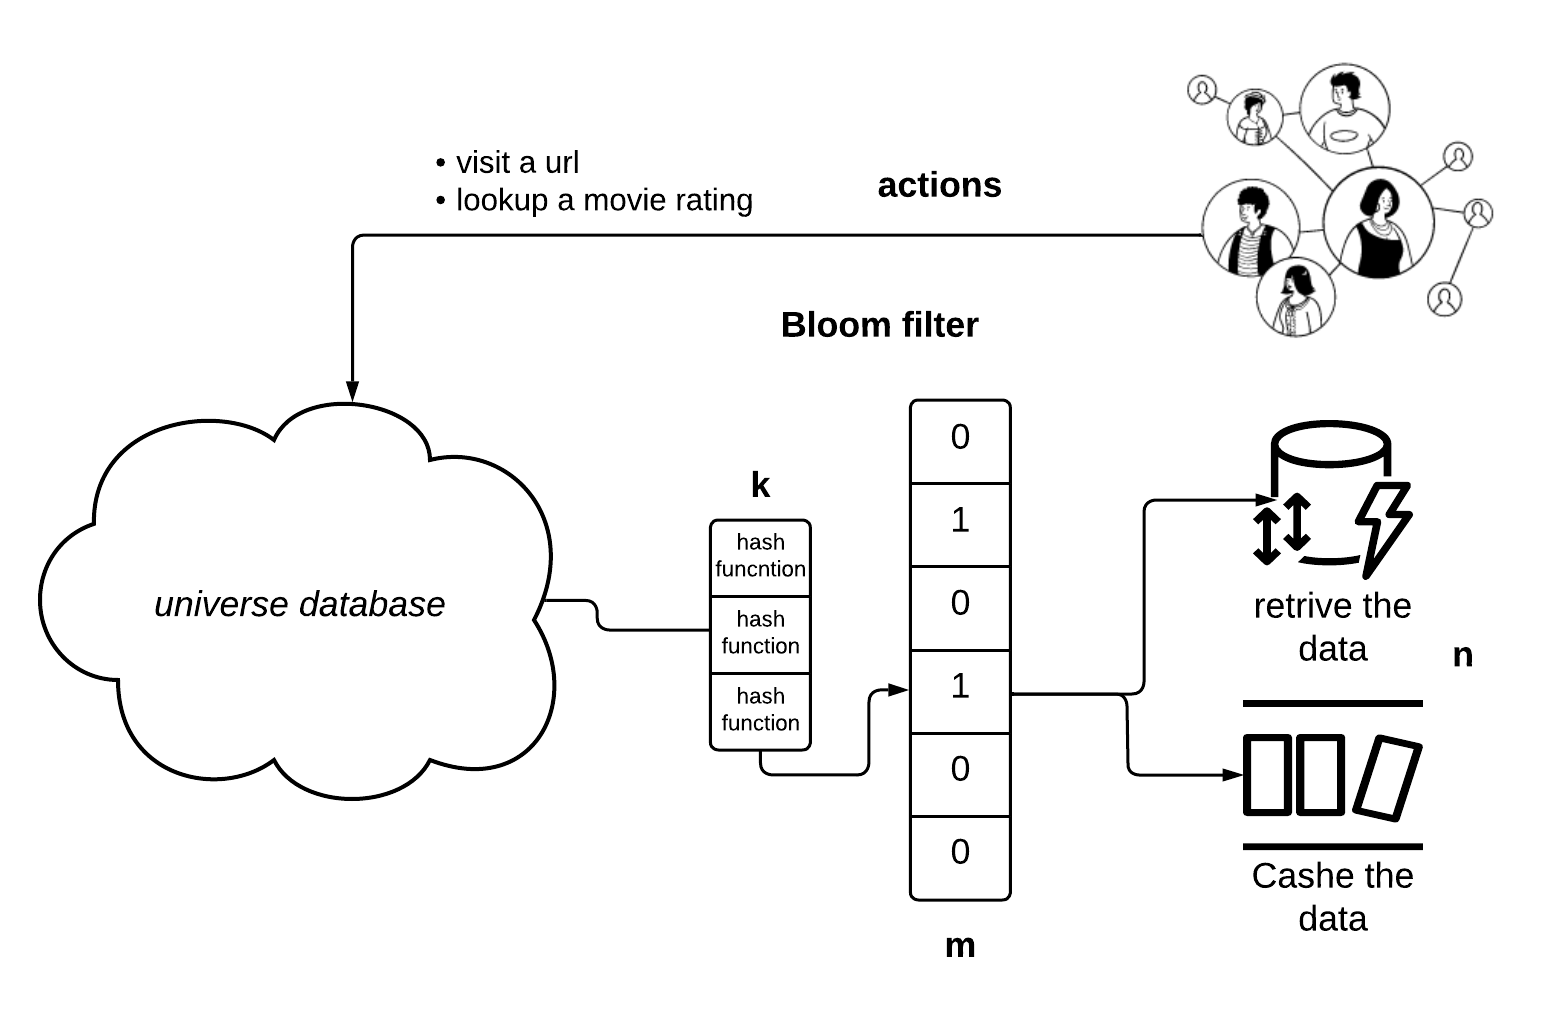 • visit a url
• lookup a movie rating
actions
Bloom filter
universe database
k
hash
funcntion
hash
function
hash
function
0
1
0
1
0
0
m
retrive the
data
n
Cashe the
data